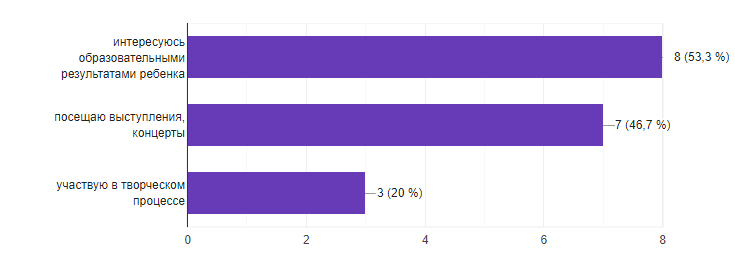 интересуюсь
образовательными
результатами ребенка
8 (53,3 %)
посещаю выступления,
концерты
7 (46,7 %)
участвую в творческом
процессе
3 (20 %)
0 2 4 6 8